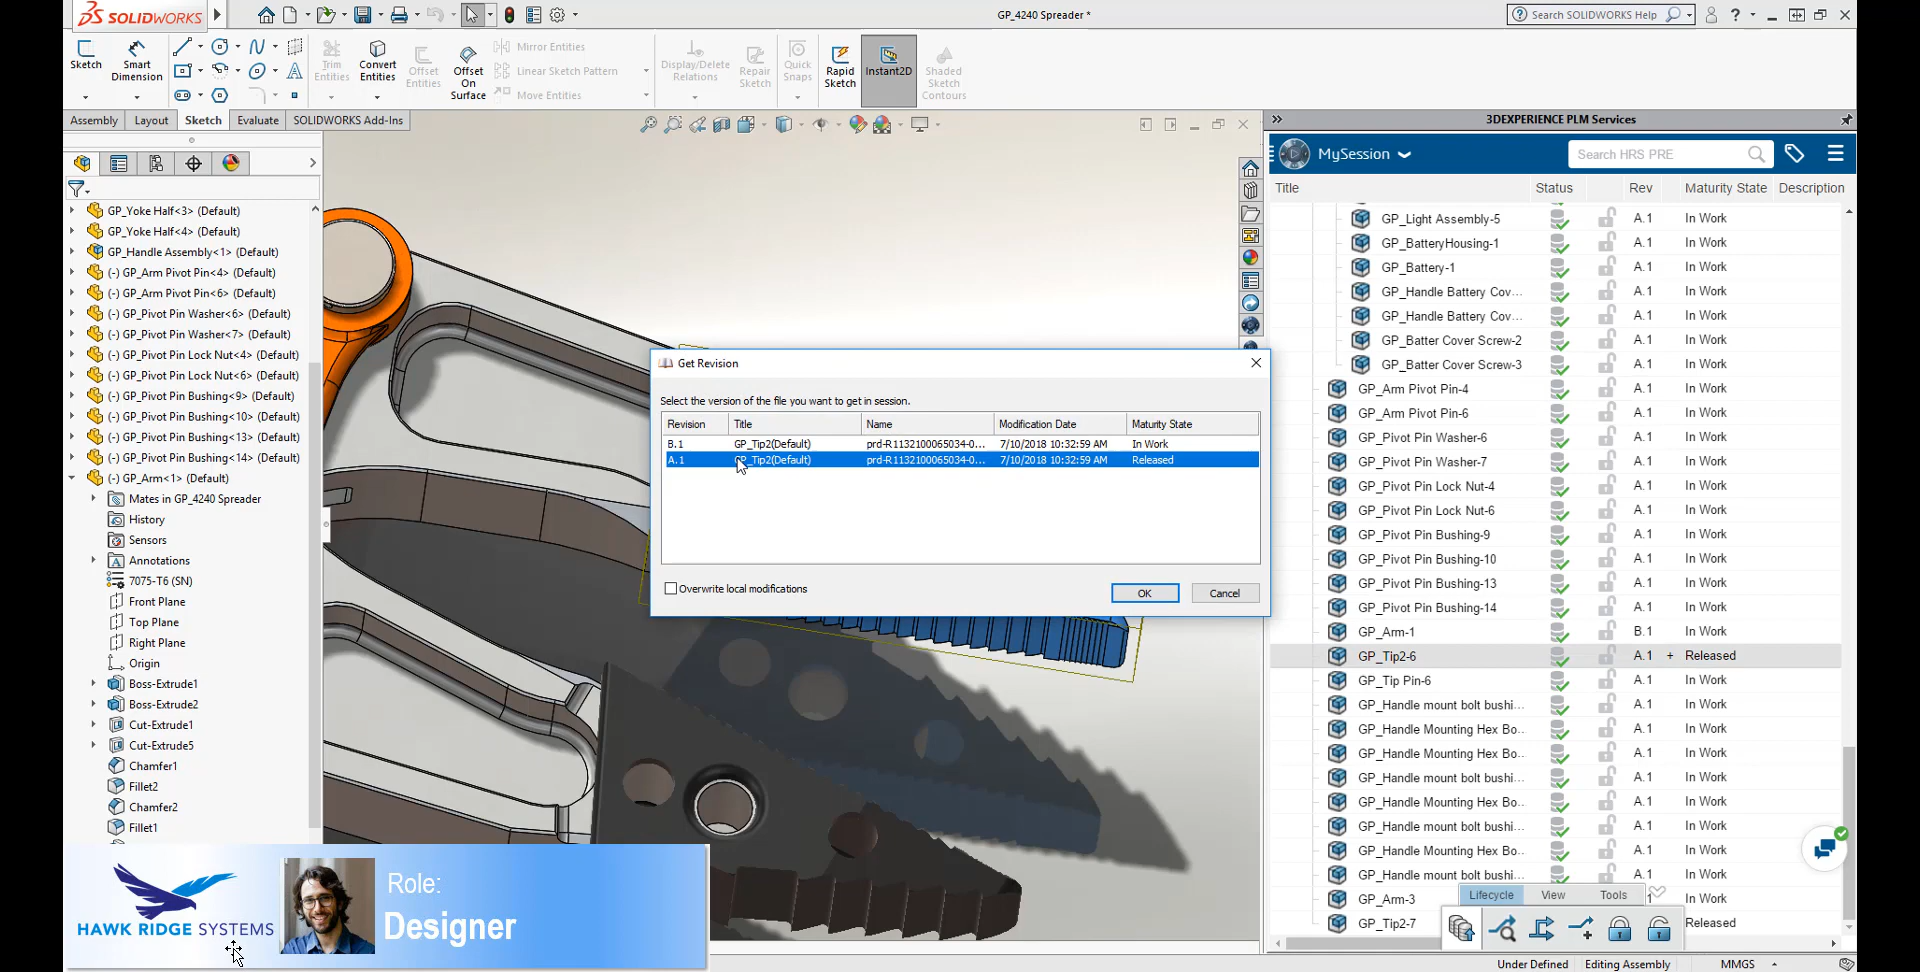 SOLIDWORKS
GP_4240 Spreader *
Search SOLIDWORKS Help
Sketch
Smart Dimension
Trim Entities
Convert Entities
Offset Entities
Offset On Surface
Mirror Entities
Linear Sketch Pattern
Move Entities
Display/Delete Relations
Repair Sketch
Quick Snaps
Rapid Sketch
Instant2D
Shaded Sketch Contours
Assembly Layout Sketch Evaluate SOLIDWORKS Add-Ins
GP_Yoke Half<3> (Default)
GP_Yoke Half<4> (Default)
GP_Handle Assembly<1> (Default)
(-) GP_Arm Pivot Pin<4> (Default)
(-) GP_Arm Pivot Pin<6> (Default)
(-) GP_Pivot Pin Washer<6> (Default)
(-) GP_Pivot Pin Washer<7> (Default)
(-) GP_Pivot Pin Lock Nut<4> (Default)
(-) GP_Pivot Pin Lock Nut<6> (Default)
(-) GP_Pivot Pin Bushing<9> (Default)
(-) GP_Pivot Pin Bushing<10> (Default)
(-) GP_Pivot Pin Bushing<13> (Default)
(-) GP_Pivot Pin Bushing<14> (Default)
(-) GP_Arm<1> (Default)
Mates in GP_4240 Spreader
History
Sensors
Annotations
7075-T6 (SN)
Front Plane
Top Plane
Right Plane
Origin
Boss-Extrude1
Boss-Extrude2
Cut-Extrude1
Cut-Extrude5
Chamfer1
Fillet2
Chamfer2
Fillet1
HAWK RIDGE SYSTEMS
Role:
Designer
Get Revision
Select the version of the file you want to get in session.
Revision Title Name Modification Date Maturity State
B.1 GP_Tip2(Default) prd-R1132100065034-0... 7/10/2018 10:32:59 AM In Work
A.1 GP_Tip2(Default) prd-R1132100065034-0... 7/10/2018 10:32:59 AM Released
Overwrite local modifications
OK Cancel
3DEXPERIENCE PLM Services
MySession Search HRS PRE
Title Status Rev Maturity State Description
GP_Light Assembly-5 A.1 In Work
GP_BatteryHousing-1 A.1 In Work
GP_Battery-1 A.1 In Work
GP_Handle Battery Cov... A.1 In Work
GP_Handle Battery Cov... A.1 In Work
GP_Batter Cover Screw-2 A.1 In Work
GP_Batter Cover Screw-3 A.1 In Work
GP_Arm Pivot Pin-4 A.1 In Work
GP_Arm Pivot Pin-6 A.1 In Work
GP_Pivot Pin Washer-6 A.1 In Work
GP_Pivot Pin Washer-7 A.1 In Work
GP_Pivot Pin Lock Nut-4 A.1 In Work
GP_Pivot Pin Lock Nut-6 A.1 In Work
GP_Pivot Pin Bushing-9 A.1 In Work
GP_Pivot Pin Bushing-10 A.1 In Work
GP_Pivot Pin Bushing-13 A.1 In Work
GP_Pivot Pin Bushing-14 A.1 In Work
GP_Arm-1 B.1 In Work
GP_Tip2-6 A.1 + Released
GP_Tip Pin-6 A.1 In Work
GP_Handle mount bolt bushi... A.1 In Work
GP_Handle Mounting Hex Bo... A.1 In Work
GP_Handle Mounting Hex Bo... A.1 In Work
GP_Handle mount bolt bushi... A.1 In Work
GP_Handle Mounting Hex Bo... A.1 In Work
GP_Handle mount bolt bushi... A.1 In Work
GP_Handle Mounting Hex Bo... A.1 In Work
GP_Handle mount bolt bushi... A.1 In Work
Lifecycle View Tools
GP_Arm-3 1 In Work
GP_Tip2-7 Released
Under Defined Editing Assembly MMGS